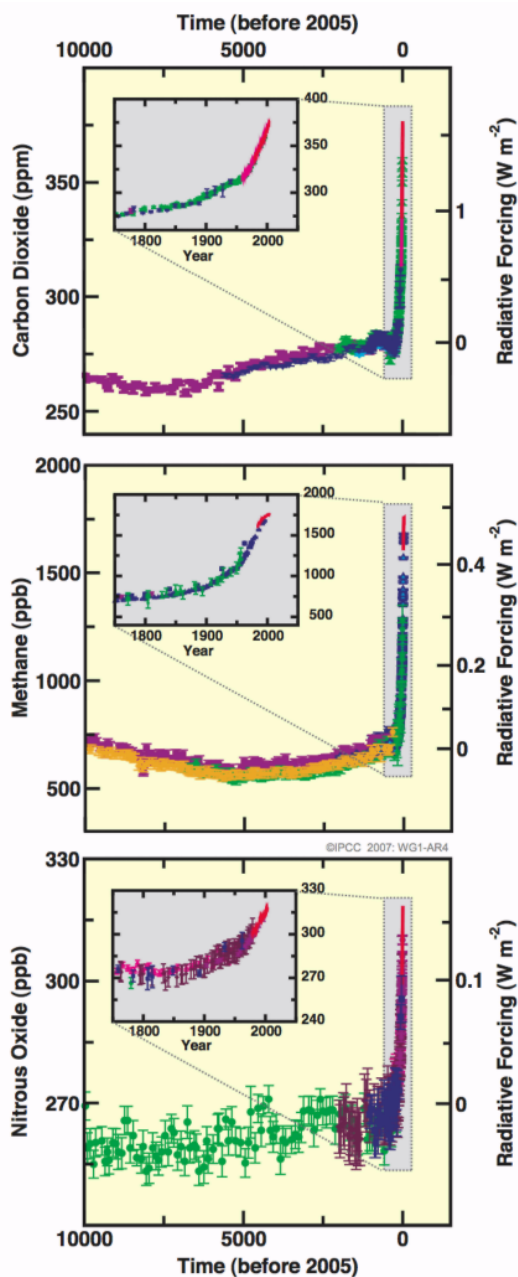 Time (before 2005)
10000 5000 0
Carbon Dioxide (ppm)
350
300
250
400
350
300
1800 1900 2000
Year
1
0
Radiative Forcing (W m-2)
Methane (ppb)
2000
1500
1000
500
2000
1500
1000
500
1800 1900 2000
Year
0.4
0.2
0
Radiative Forcing (W m-2)
©IPCC 2007: WG1-AR4
Nitrous Oxide (ppb)
330
300
270
330
300
270
240
1800 1900 2000
Year
0.1
0
Radiative Forcing (W m-2)
10000 5000 0
Time (before 2005)